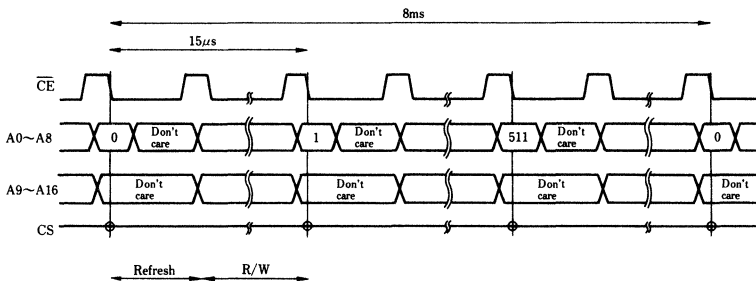 8ms
15μs
CE
A0～A8 0 Don't care 1 Don't care 511 Don't care 0
A9～A16 Don't care Don't care Don't care Don't care
CS
Refresh R/W